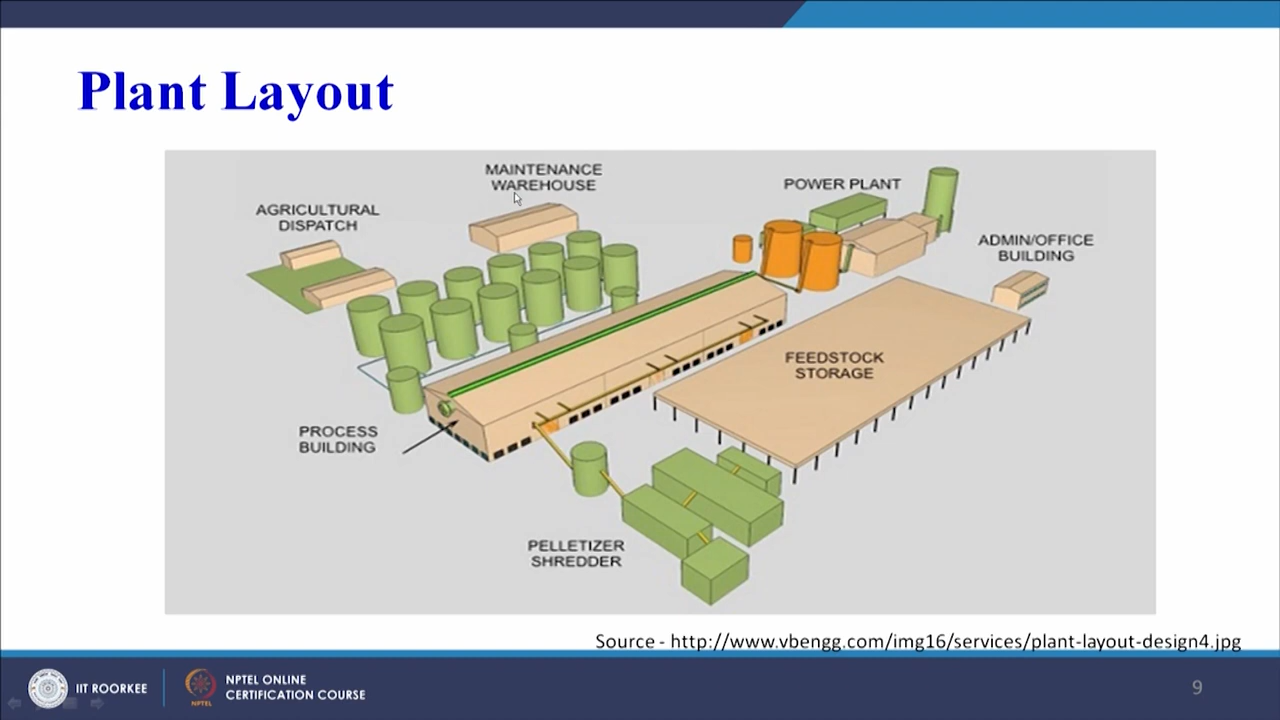 Plant Layout
MAINTENANCE
WAREHOUSE
POWER PLANT
AGRICULTURAL
DISPATCH
ADMIN/OFFICE
BUILDING
FEEDSTOCK
STORAGE
PROCESS
BUILDING
PELLETIZER
SHREDDER
Source - http://www.vbengg.com/img16/services/plant-layout-design4.jpg
IIT ROORKEE
NPTEL
NPTEL ONLINE
CERTIFICATION COURSE
9